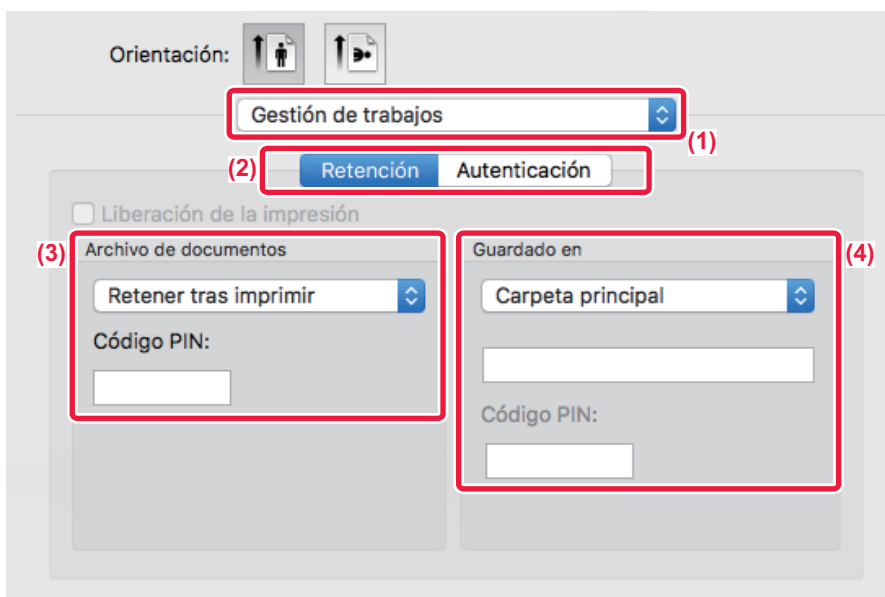 Orientación:
Gestión de trabajos
(1)
(2)
Retención Autenticación
Liberación de la impresión
(3)
Archivo de documentos
Retener tras imprimir
Código PIN:
Guardado en
(4)
Carpeta principal
Código PIN: